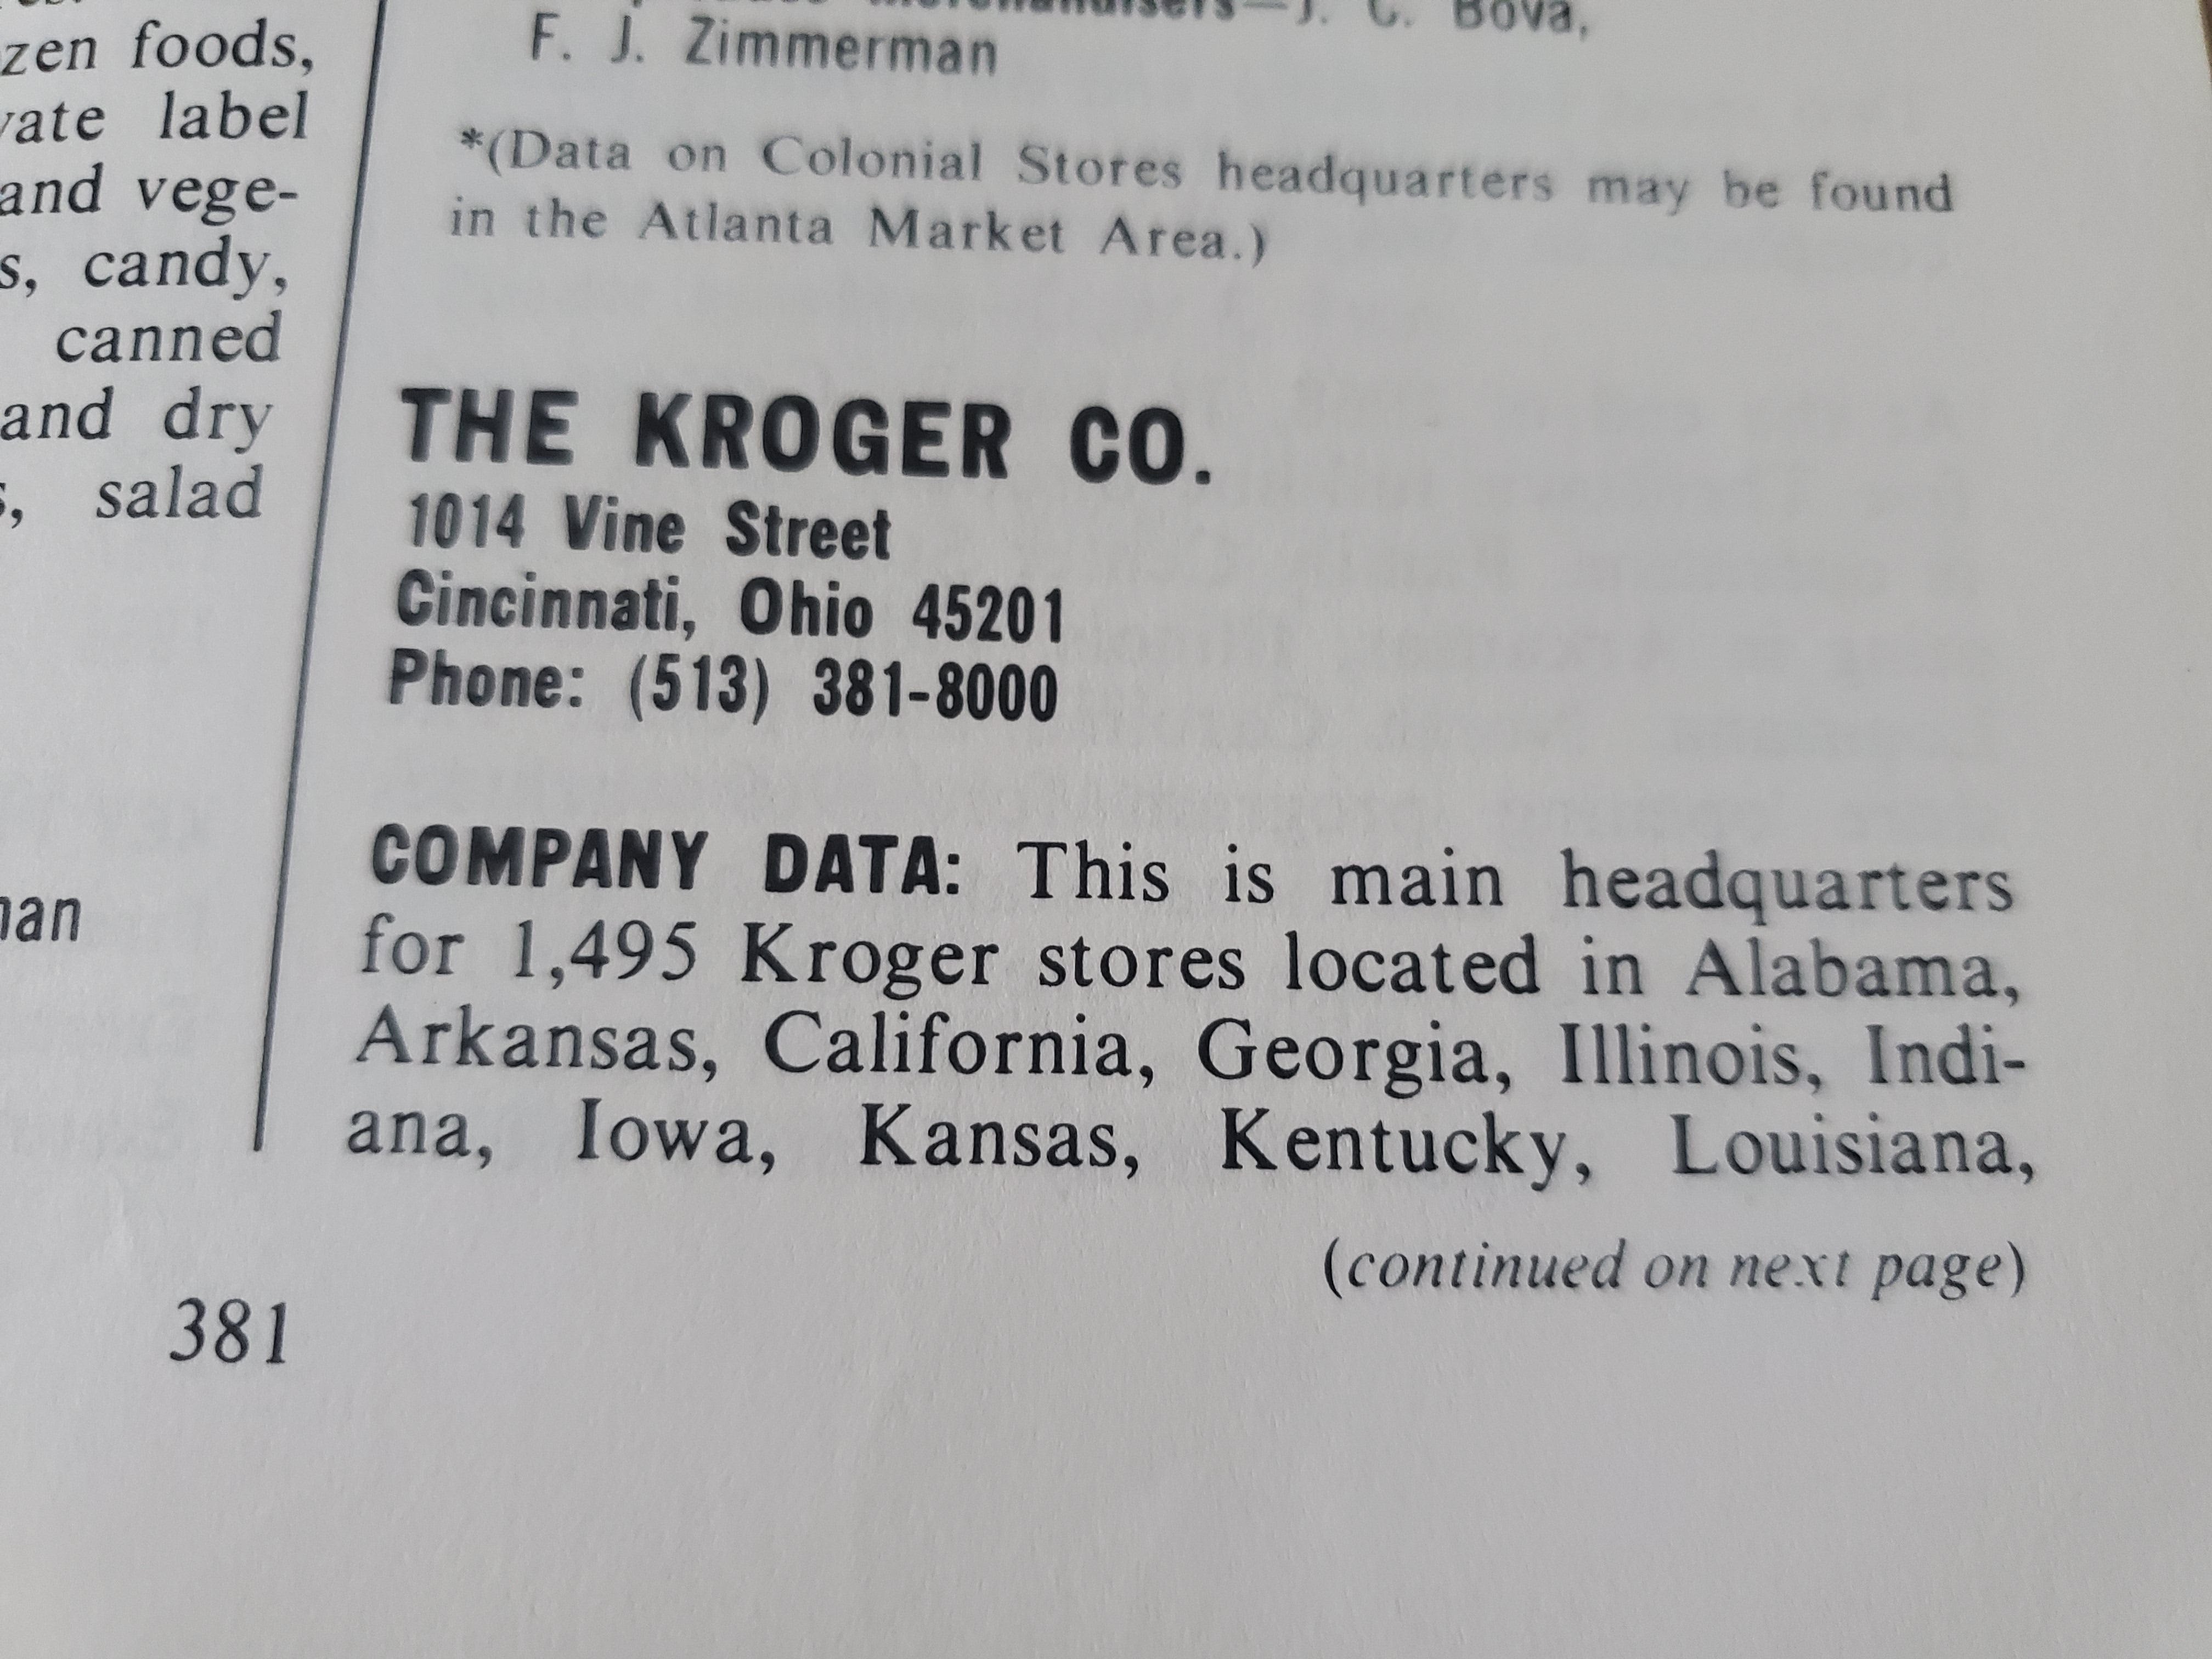 zen foods,
label
and vege-
candy,
canned
and dry
salad
381
J. C. Bova,
F. J. Zimmerman
*(Data on Colonial Stores headquarters may be found
in the Atlanta Market Area.)
THE KROGER CO.
1014 Vine Street
Cincinnati, Ohio 45201
Phone: (513) 381-8000
COMPANY DATA: This is main headquarters
for 1,495 Kroger stores located in Alabama,
Arkansas, California, Georgia, Illinois, Indi-
ana, Iowa, Kansas, Kentucky, Louisiana,
(continued on next page)